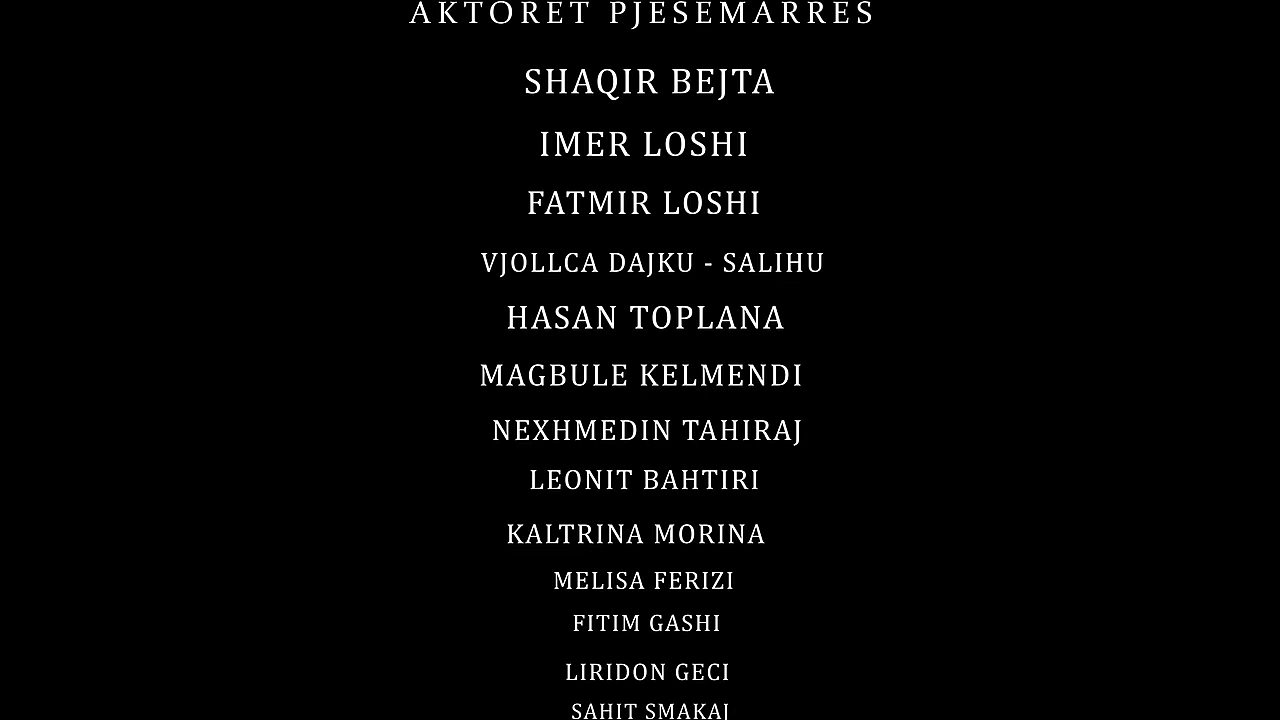 AKTORET PJESEMARRES
SHAQIR BEJTA
IMER LOSHI
FATMIR LOSHI
VJOLLCA DAJKU - SALIHU
HASAN TOPLANA
MAGBULE KELMENDI
NEXHMEDIN TAHIRAJ
LEONIT BAHTIRI
KALTRINA MORINA
MELISA FERIZI
FITIM GASHI
LIRIDON GECI
SAHIT SMAKAJ